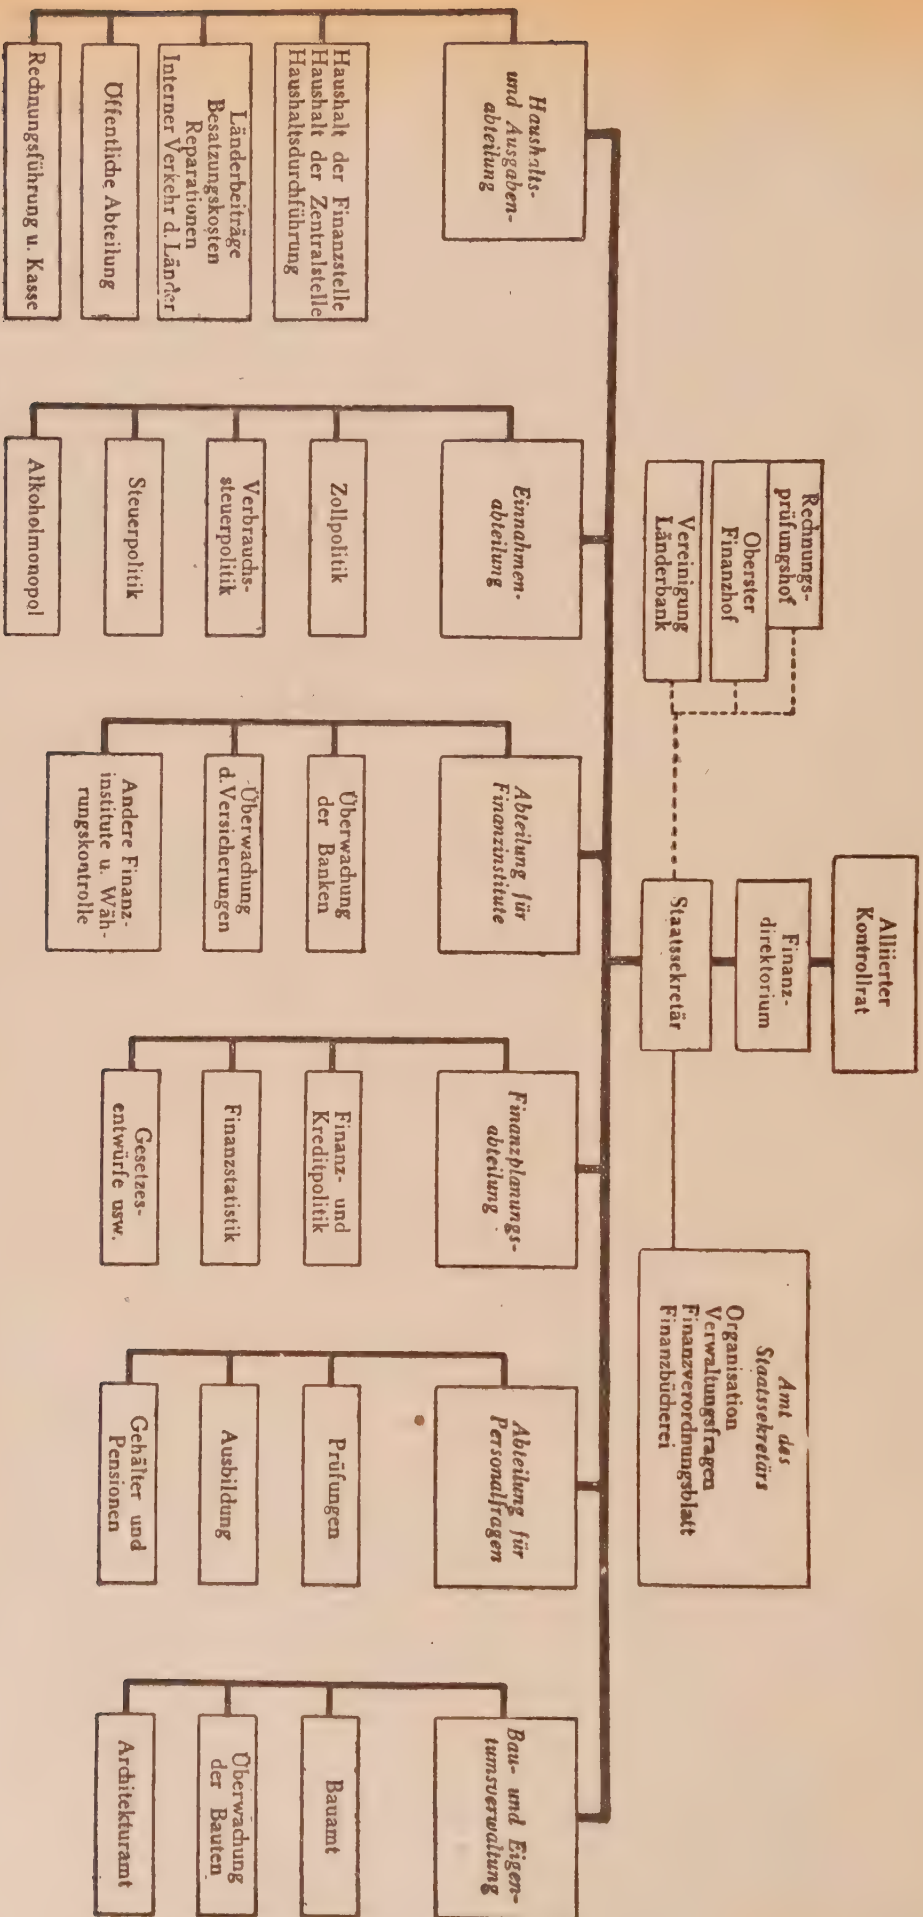 Alliierter
Kontrollrat
Finanz-
direktorium
Staatssekretär
Rechnungs-
prüfungshof
Oberster
Finanzhof
Vereinigung
Länderbank
Amt des
Staatssekretärs
Organisation
Verwaltungsfragen
Finanzverordnungsblatt
Finanzbücherei
Haushalts-
und Ausgaben-
abteilung
Haushalt der Finanzstelle
Haushalt der Zentralstelle
Haushaltsdurchführung
Länderbeiträge
Besatzungskosten
Reparationen
Interner Verkehr d. Länder
Öffentliche Abteilung
Rechnungsführung u. Kasse
Einnahmen-
abteilung
Zollpolitik
Verbrauchs-
steuerpolitik
Steuerpolitik
Alkoholmonopol
Abteilung für
Finanzinstitute
Überwachung
der Banken
Überwachung
d. Versicherungen
Andere Finanz-
institute u. Wäh-
rungskontrolle
Finanzplanungs-
abteilung
Finanz- und
Kreditpolitik
Finanzstatistik
Gesetzes-
entwürfe usw.
Abteilung für
Personalfragen
Prüfungen
Ausbildung
Gehälter und
Pensionen
Bau- und Eigen-
tumsverwaltung
Bauamt
Überwachung
der Bauten
Architekturamt